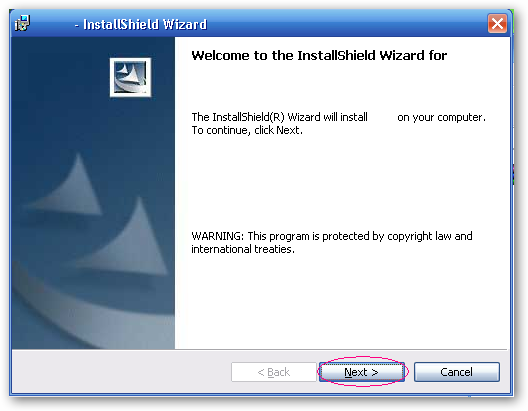 - InstallShield Wizard
Welcome to the InstallShield Wizard for
The InstallShield(R) Wizard will install on your computer.
To continue, click Next.
WARNING: This program is protected by copyright law and
international treaties.
< Back Next > Cancel